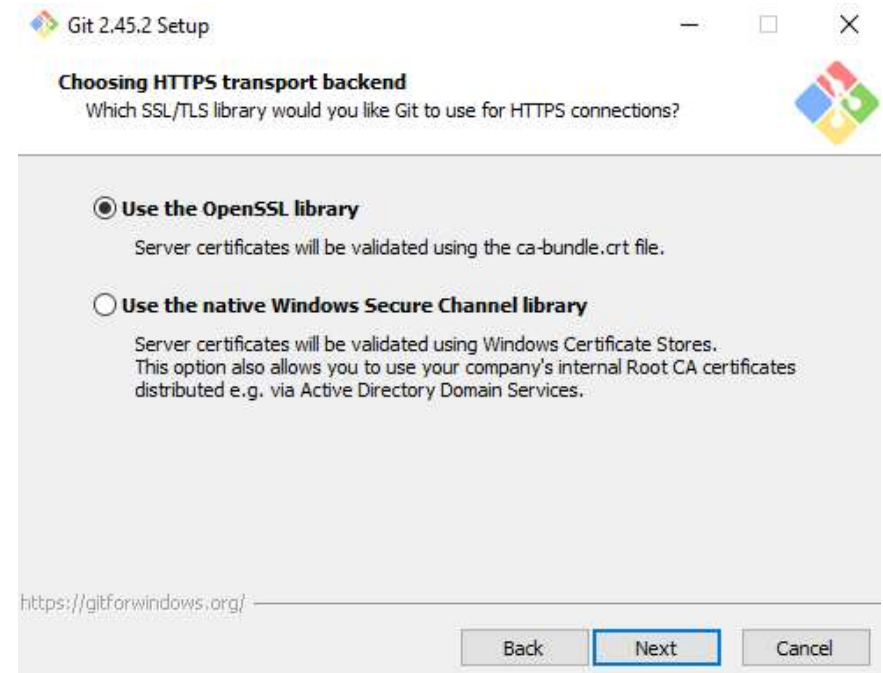 Git 2.45.2 Setup
Choosing HTTPS transport backend
Which SSL/TLS library would you like Git to use for HTTPS connections?
Use the OpenSSL library
Server certificates will be validated using the ca-bundle.crt file.
Use the native Windows Secure Channel library
Server certificates will be validated using Windows Certificate Stores.
This option also allows you to use your company's internal Root CA certificates
distributed e.g. via Active Directory Domain Services.
https://gitforwindows.org/
Back Next Cancel